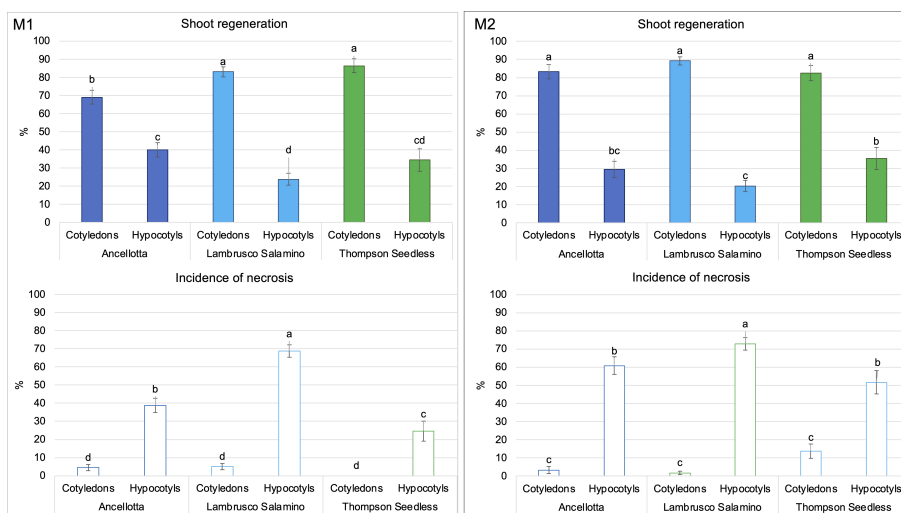 M1
Shoot regeneration
100
90
80
70
60
50
40
30
20
10
0
%
b
c
a
d
a
cd
Cotyledons Hypocotyls Cotyledons Hypocotyls Cotyledons Hypocotyls
Ancellotta Lambrusco Salamino Thompson Seedless
Incidence of necrosis
100
90
80
70
60
50
40
30
20
10
0
%
d
b
d
a
d
c
Cotyledons Hypocotyls Cotyledons Hypocotyls Cotyledons Hypocotyls
Ancellotta Lambrusco Salamino Thompson Seedless
M2
Shoot regeneration
100
90
80
70
60
50
40
30
20
10
0
%
a
bc
a
c
a
b
Cotyledons Hypocotyls Cotyledons Hypocotyls Cotyledons Hypocotyls
Ancellotta Lambrusco Salamino Thompson Seedless
Incidence of necrosis
100
90
80
70
60
50
40
30
20
10
0
%
c
b
c
a
c
b
Cotyledons Hypocotyls Cotyledons Hypocotyls Cotyledons Hypocotyls
Ancellotta Lambrusco Salamino Thompson Seedless